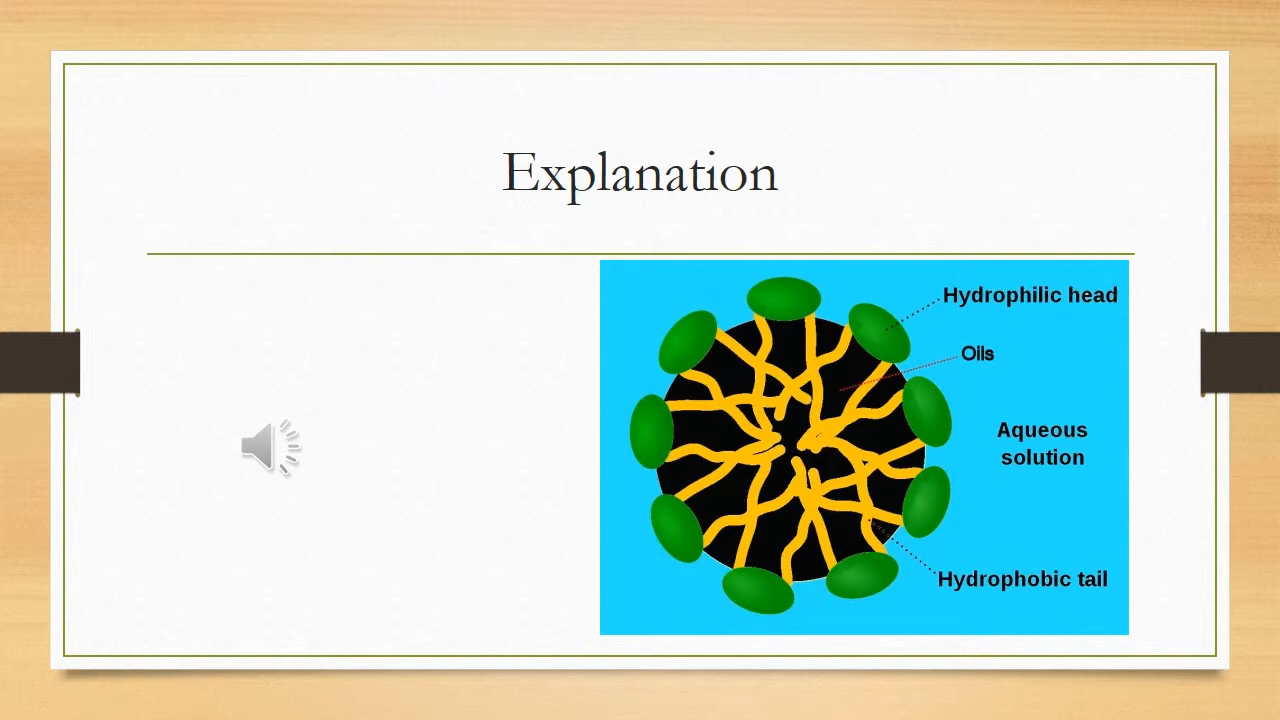 Explanation
Hydrophilic head
Oils
Aqueous
solution
Hydrophobic tail